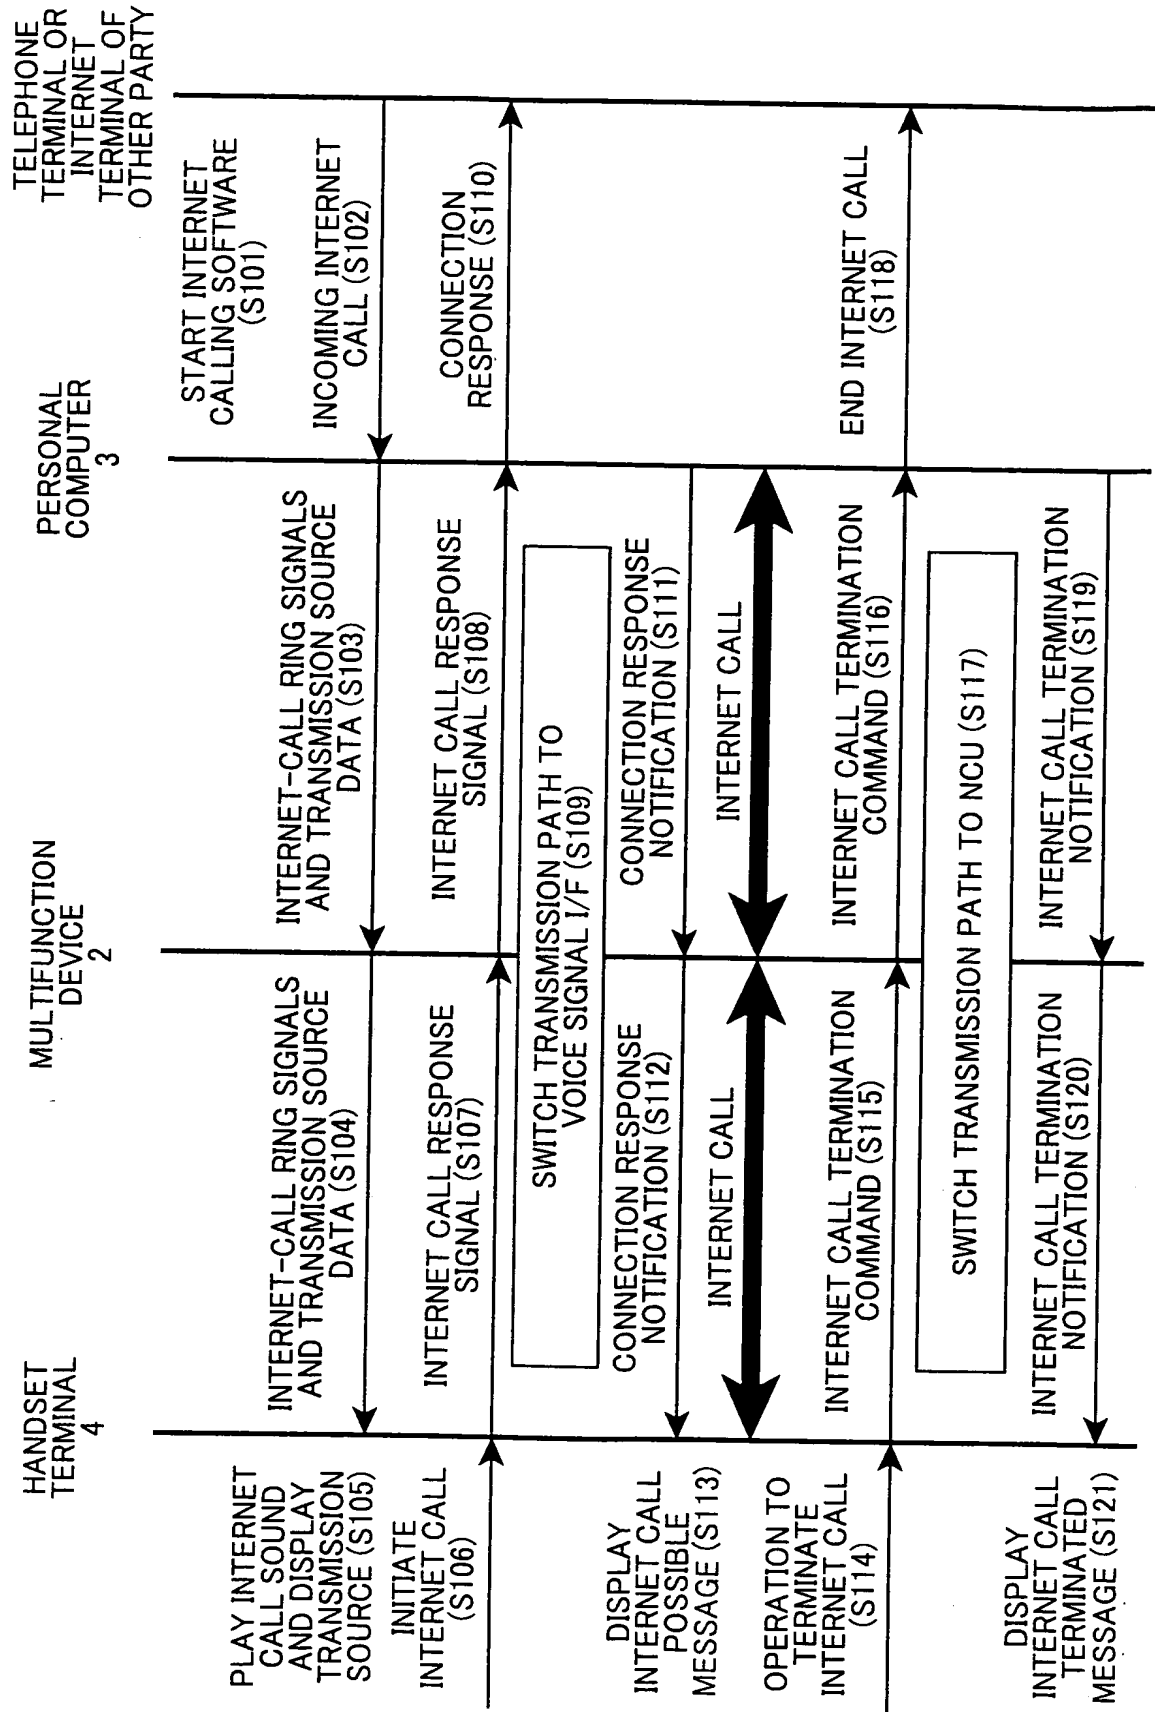 HANDSET
TERMINAL
4
MULTIFUNCTION
DEVICE
2
PERSONAL
COMPUTER
3
TELEPHONE
TERMINAL OR
INTERNET
TERMINAL OF
OTHER PARTY
START INTERNET
CALLING SOFTWARE
(S101)
INCOMING INTERNET
CALL (S102)
INTERNET-CALL RING SIGNALS
AND TRANSMISSION SOURCE
DATA (S103)
INTERNET-CALL RING SIGNALS
AND TRANSMISSION SOURCE
DATA (S104)
PLAY INTERNET
CALL SOUND
AND DISPLAY
TRANSMISSION
SOURCE (S105)
INITIATE
INTERNET CALL
(S106)
INTERNET CALL RESPONSE
SIGNAL (S107)
INTERNET CALL RESPONSE
SIGNAL (S108)
SWITCH TRANSMISSION PATH TO
VOICE SIGNAL I/F (S109)
CONNECTION
RESPONSE (S110)
CONNECTION RESPONSE
NOTIFICATION (S111)
CONNECTION RESPONSE
NOTIFICATION (S112)
DISPLAY
INTERNET CALL
POSSIBLE
MESSAGE (S113)
INTERNET CALL
INTERNET CALL
OPERATION TO
TERMINATE
INTERNET CALL
(S114)
INTERNET CALL TERMINATION
COMMAND (S115)
INTERNET CALL TERMINATION
COMMAND (S116)
SWITCH TRANSMISSION PATH TO NCU (S117)
END INTERNET CALL
(S118)
INTERNET CALL TERMINATION
NOTIFICATION (S119)
INTERNET CALL TERMINATION
NOTIFICATION (S120)
DISPLAY
INTERNET CALL
TERMINATED
MESSAGE (S121)